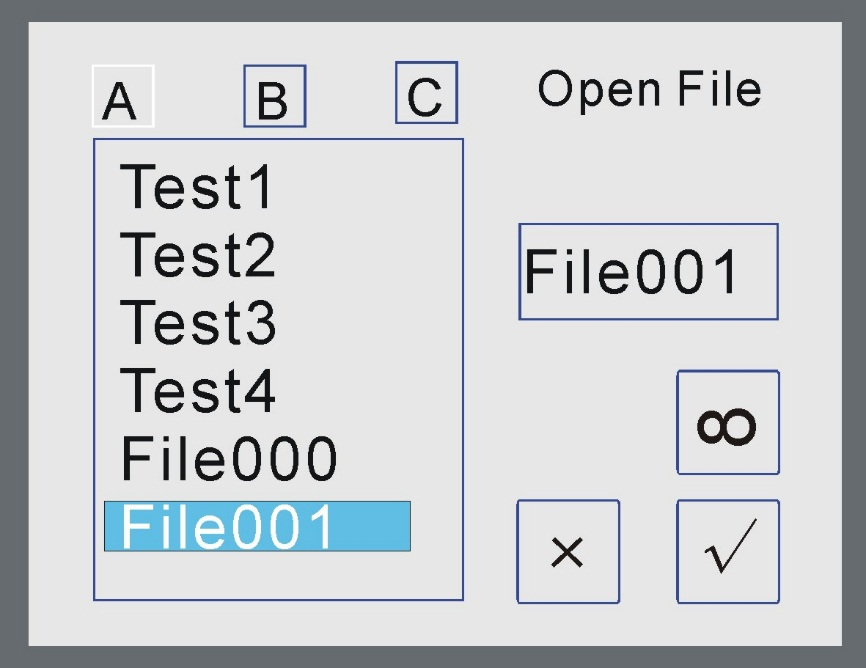 A B C Open File
Test1
Test2
Test3
Test4
File000
File001
File001
∞
× √